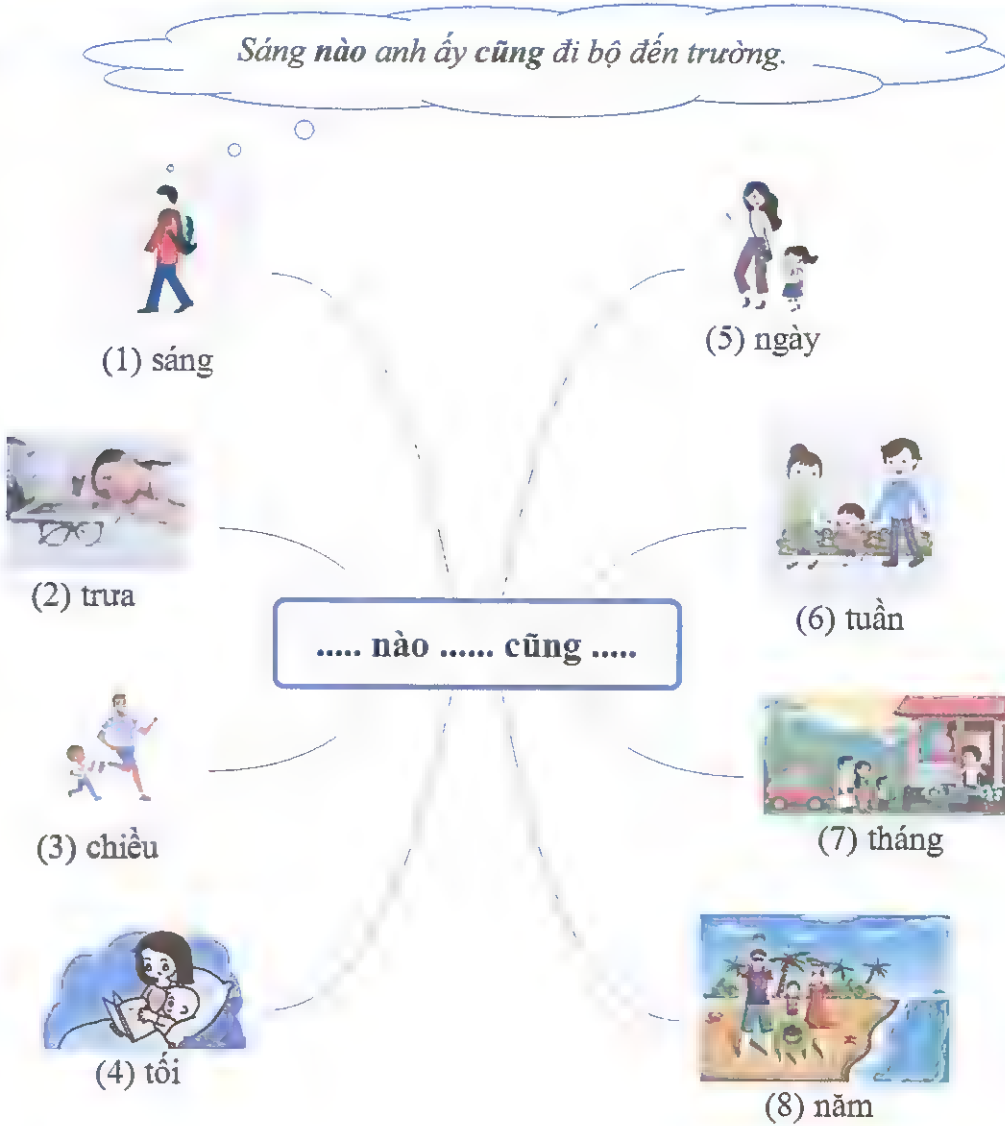 Sáng nào anh ấy cũng đi bộ đến trường.
(1) sáng
(5) ngày
(2) trưa
(6) tuần
..... nào ...... cũng .....
(3) chiều
(7) tháng
(4) tối
(8) năm